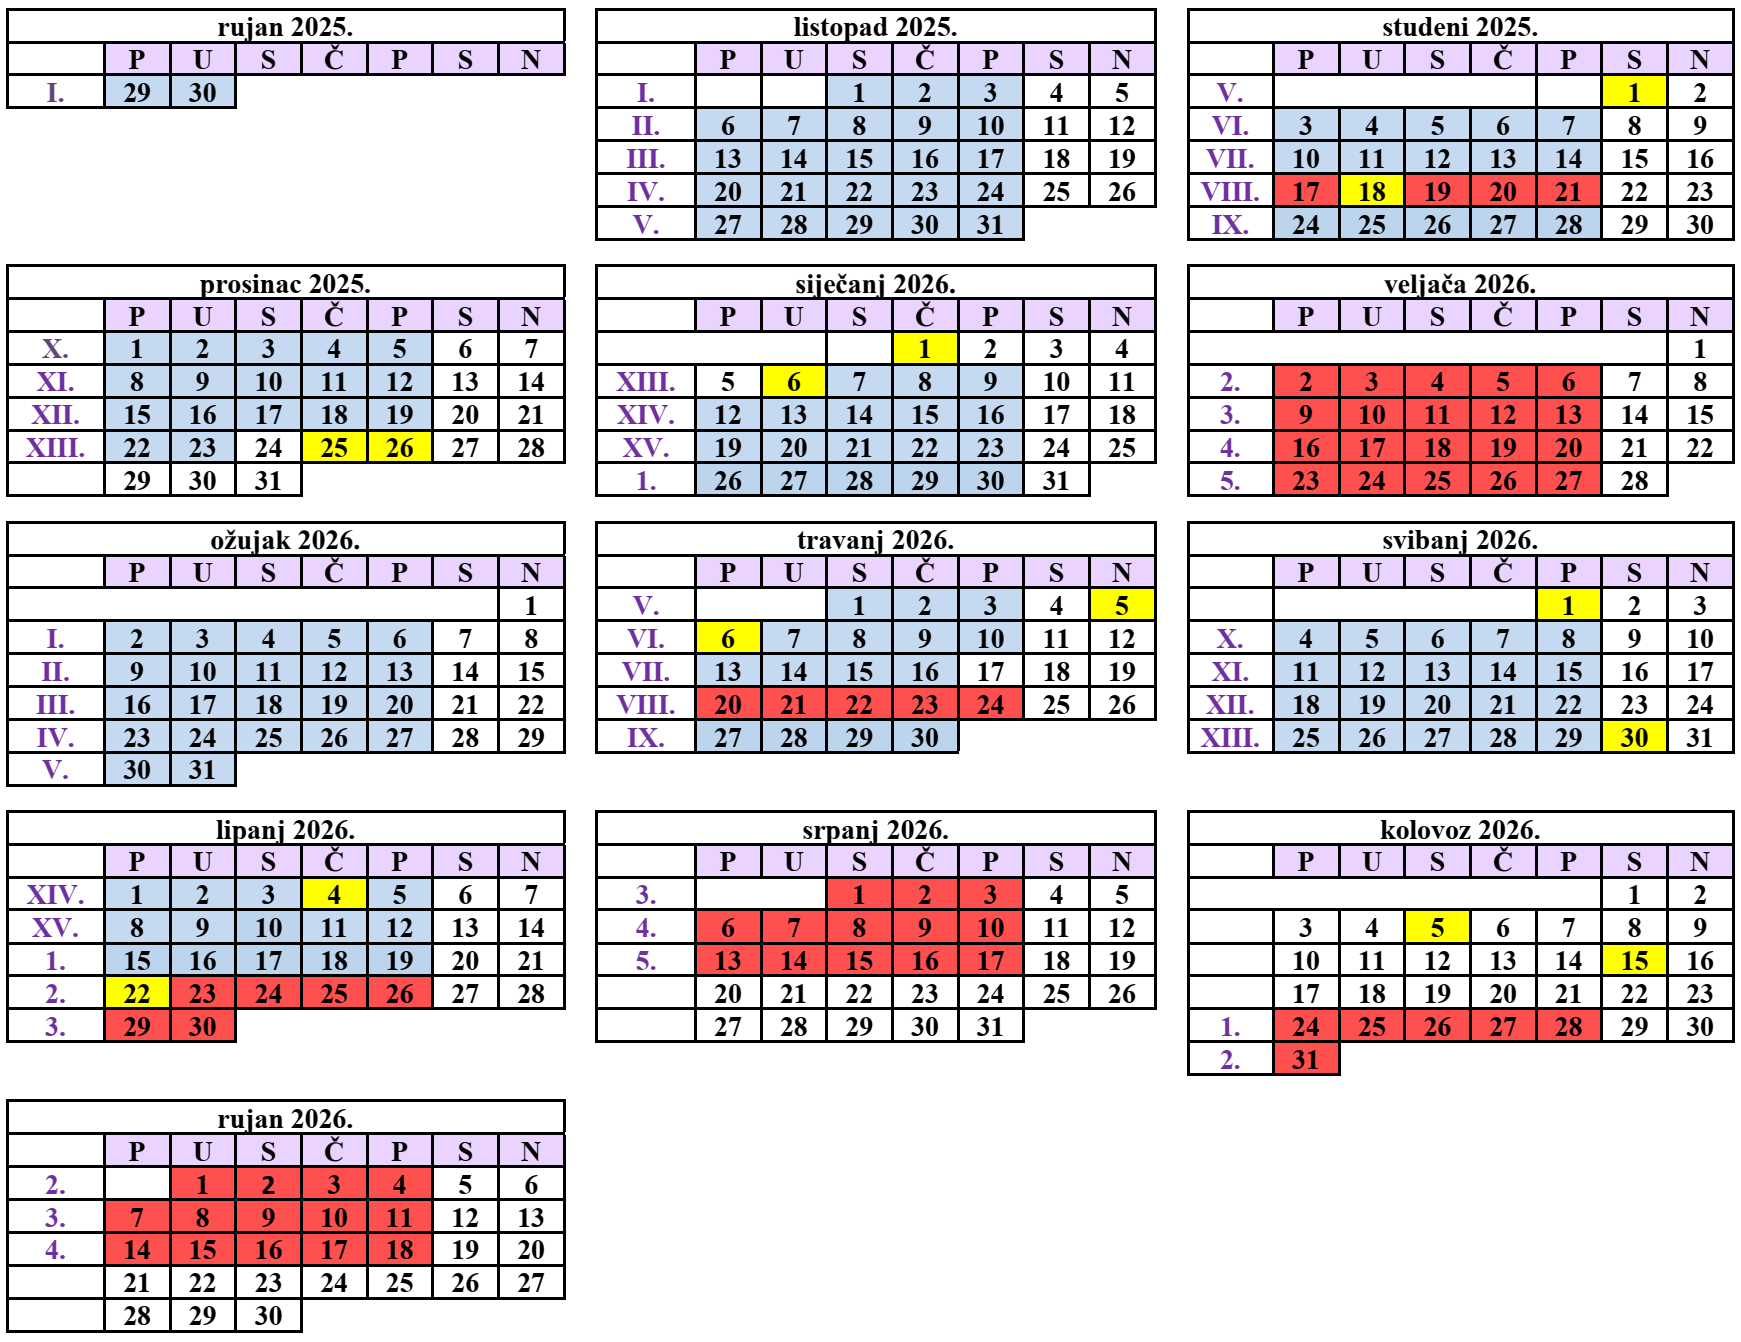 rujan 2025.
P U S Č P S N
I. 29 30
listopad 2025.
P U S Č P S N
I. 1 2 3 4 5
II. 6 7 8 9 10 11 12
III. 13 14 15 16 17 18 19
IV. 20 21 22 23 24 25 26
V. 27 28 29 30 31
studeni 2025.
P U S Č P S N
V. 1 2
VI. 3 4 5 6 7 8 9
VII. 10 11 12 13 14 15 16
VIII. 17 18 19 20 21 22 23
IX. 24 25 26 27 28 29 30
prosinac 2025.
P U S Č P S N
X. 1 2 3 4 5 6 7
XI. 8 9 10 11 12 13 14
XII. 15 16 17 18 19 20 21
XIII. 22 23 24 25 26 27 28
29 30 31
siječanj 2026.
P U S Č P S N
1 2 3 4
XIII. 5 6 7 8 9 10 11
XIV. 12 13 14 15 16 17 18
XV. 19 20 21 22 23 24 25
1. 26 27 28 29 30 31
veljača 2026.
P U S Č P S N
1
2. 2 3 4 5 6 7 8
3. 9 10 11 12 13 14 15
4. 16 17 18 19 20 21 22
5. 23 24 25 26 27 28
ožujak 2026.
P U S Č P S N
1
I. 2 3 4 5 6 7 8
II. 9 10 11 12 13 14 15
III. 16 17 18 19 20 21 22
IV. 23 24 25 26 27 28 29
V. 30 31
travanj 2026.
P U S Č P S N
V. 1 2 3 4 5
VI. 6 7 8 9 10 11 12
VII. 13 14 15 16 17 18 19
VIII. 20 21 22 23 24 25 26
IX. 27 28 29 30
svibanj 2026.
P U S Č P S N
1 2 3
X. 4 5 6 7 8 9 10
XI. 11 12 13 14 15 16 17
XII. 18 19 20 21 22 23 24
XIII. 25 26 27 28 29 30 31
lipanj 2026.
P U S Č P S N
XIV. 1 2 3 4 5 6 7
XV. 8 9 10 11 12 13 14
1. 15 16 17 18 19 20 21
2. 22 23 24 25 26 27 28
3. 29 30
srpanj 2026.
P U S Č P S N
3. 1 2 3 4 5
4. 6 7 8 9 10 11 12
5. 13 14 15 16 17 18 19
20 21 22 23 24 25 26
27 28 29 30 31
kolovoz 2026.
P U S Č P S N
1 2
3 4 5 6 7 8 9
10 11 12 13 14 15 16
17 18 19 20 21 22 23
1. 24 25 26 27 28 29 30
2. 31
rujan 2026.
P U S Č P S N
2. 1 2 3 4 5 6
3. 7 8 9 10 11 12 13
4. 14 15 16 17 18 19 20
21 22 23 24 25 26 27
28 29 30